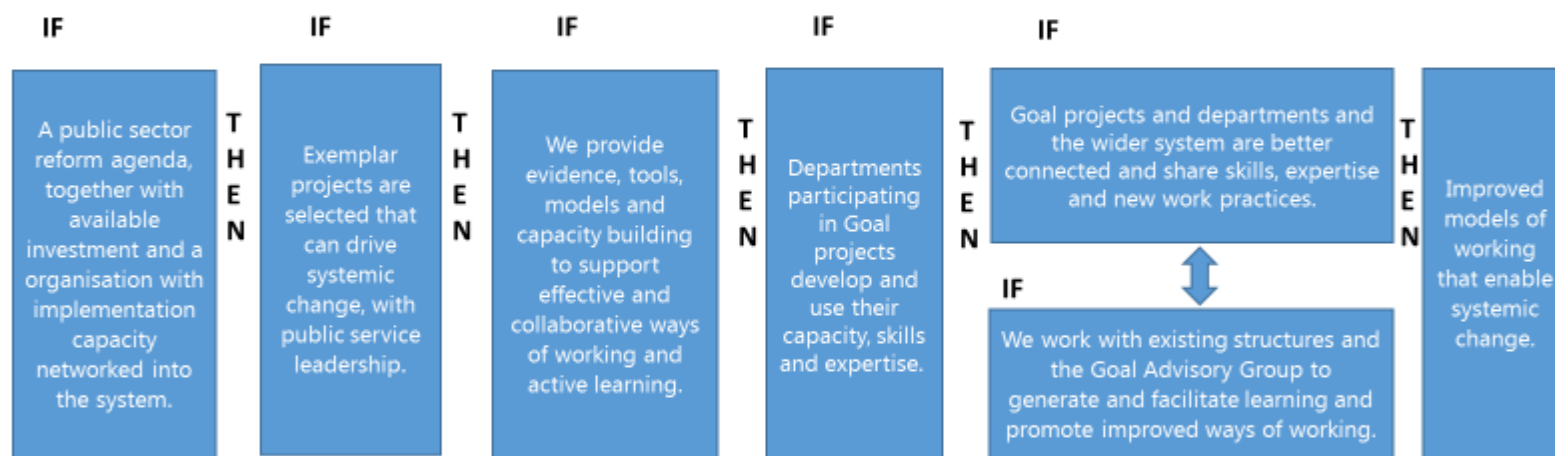 IF
A public sector
reform agenda,
together with
available
investment and a
organisation with
implementation
capacity
networked into
the system.
THEN
IF
Exemplar
projects are
selected that
can drive
systemic
change, with
public service
leadership.
THEN
IF
We provide
evidence, tools,
models and
capacity building
to support
effective and
collaborative ways
of working and
active learning.
THEN
IF
Departments
participating
in Goal
projects
develop and
use their
capacity, skills
and expertise.
THEN
IF
Goal projects and departments and
the wider system are better
connected and share skills, expertise
and new work practices.
IF
We work with existing structures and
the Goal Advisory Group to
generate and facilitate learning and
promote improved ways of working.
THEN
Improved
models of
working
that enable
systemic
change.